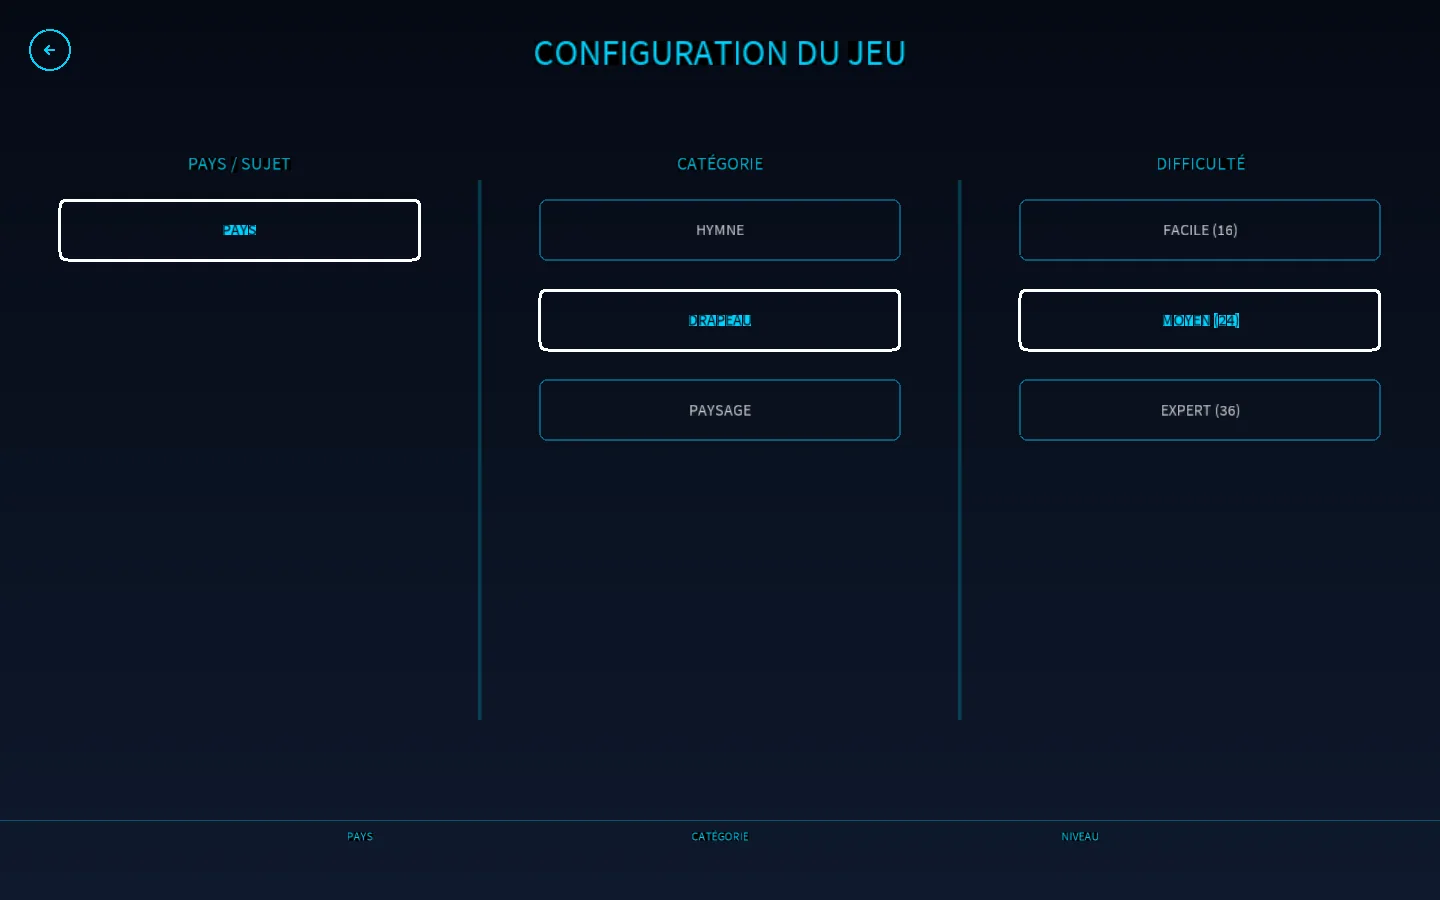 CONFIGURATION DU JEU
PAYS / SUJET
PAYS
CATÉGORIE
HYMNE
DRAPEAU
PAYSAGE
DIFFICULTÉ
FACILE (16)
MOYEN (24)
EXPERT (36)
PAYS
CATÉGORIE
NIVEAU